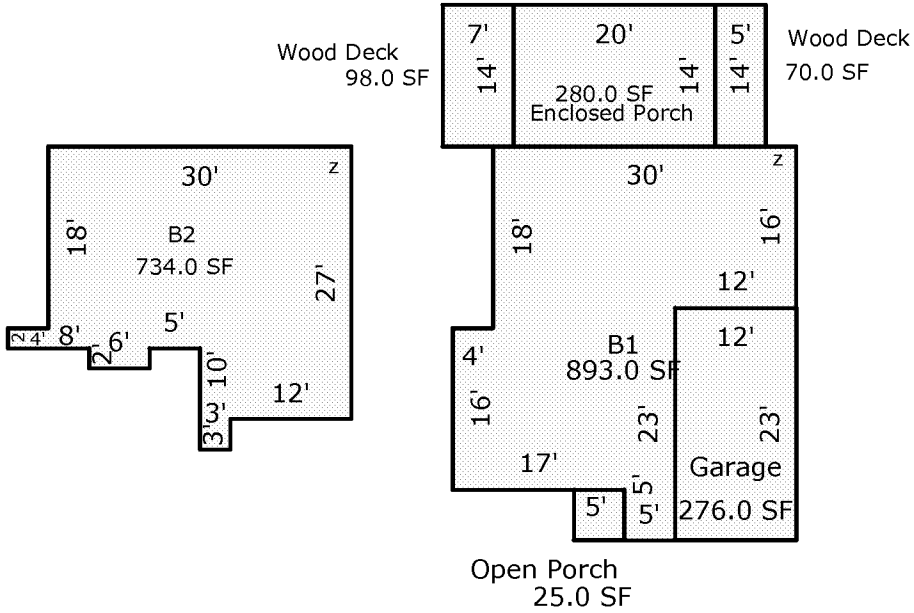 7'
20'
5'
Wood Deck
98.0 SF
14'
14'
14'
Wood Deck
70.0 SF
280.0 SF
Enclosed Porch
z
30'
18'
B2
734.0 SF
27'
2
4'
8'
6'
5'
2'
10'
12'
3'
3'
z
30'
18'
16'
12'
12'
4'
B1
893.0 SF
16'
23'
23'
17'
Garage
276.0 SF
5'
5'
5'
Open Porch
25.0 SF